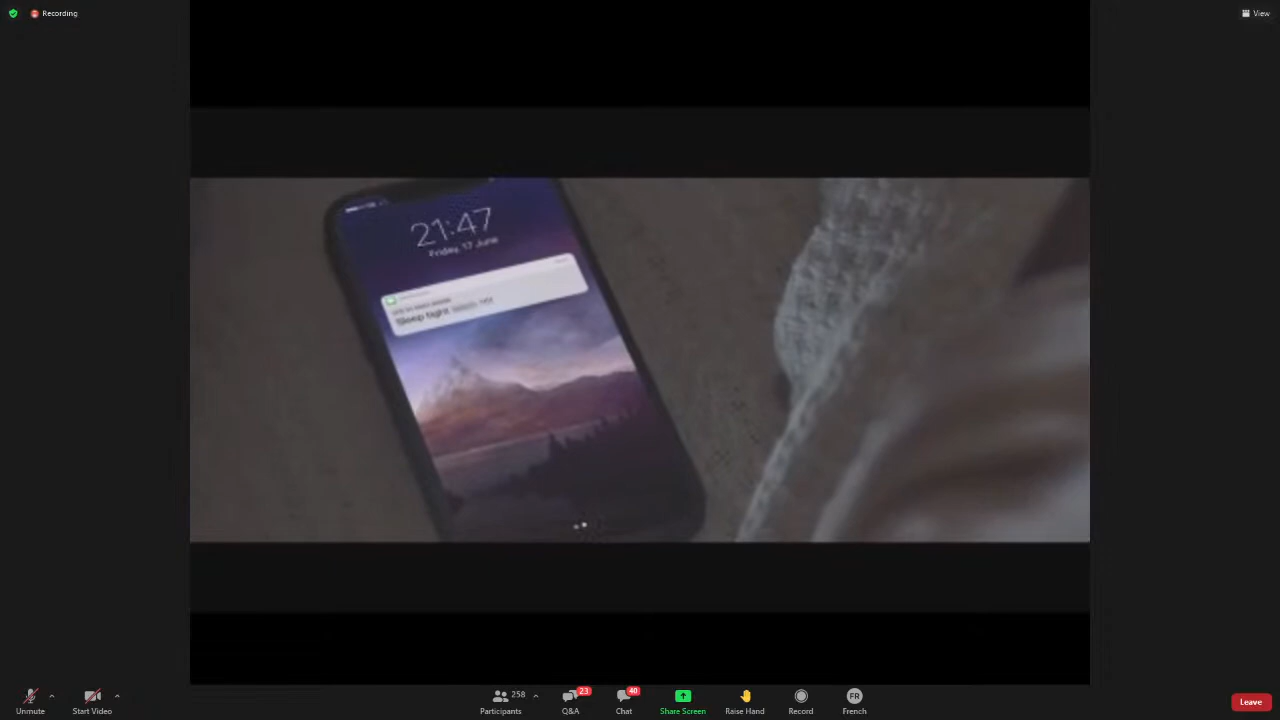 Recording
View
21:47
Friday, 17 June
Sleep tight
Unmute
Start Video
258
Participants
23
Q&A
40
Chat
Share Screen
Raise Hand
Record
FR
French
Leave